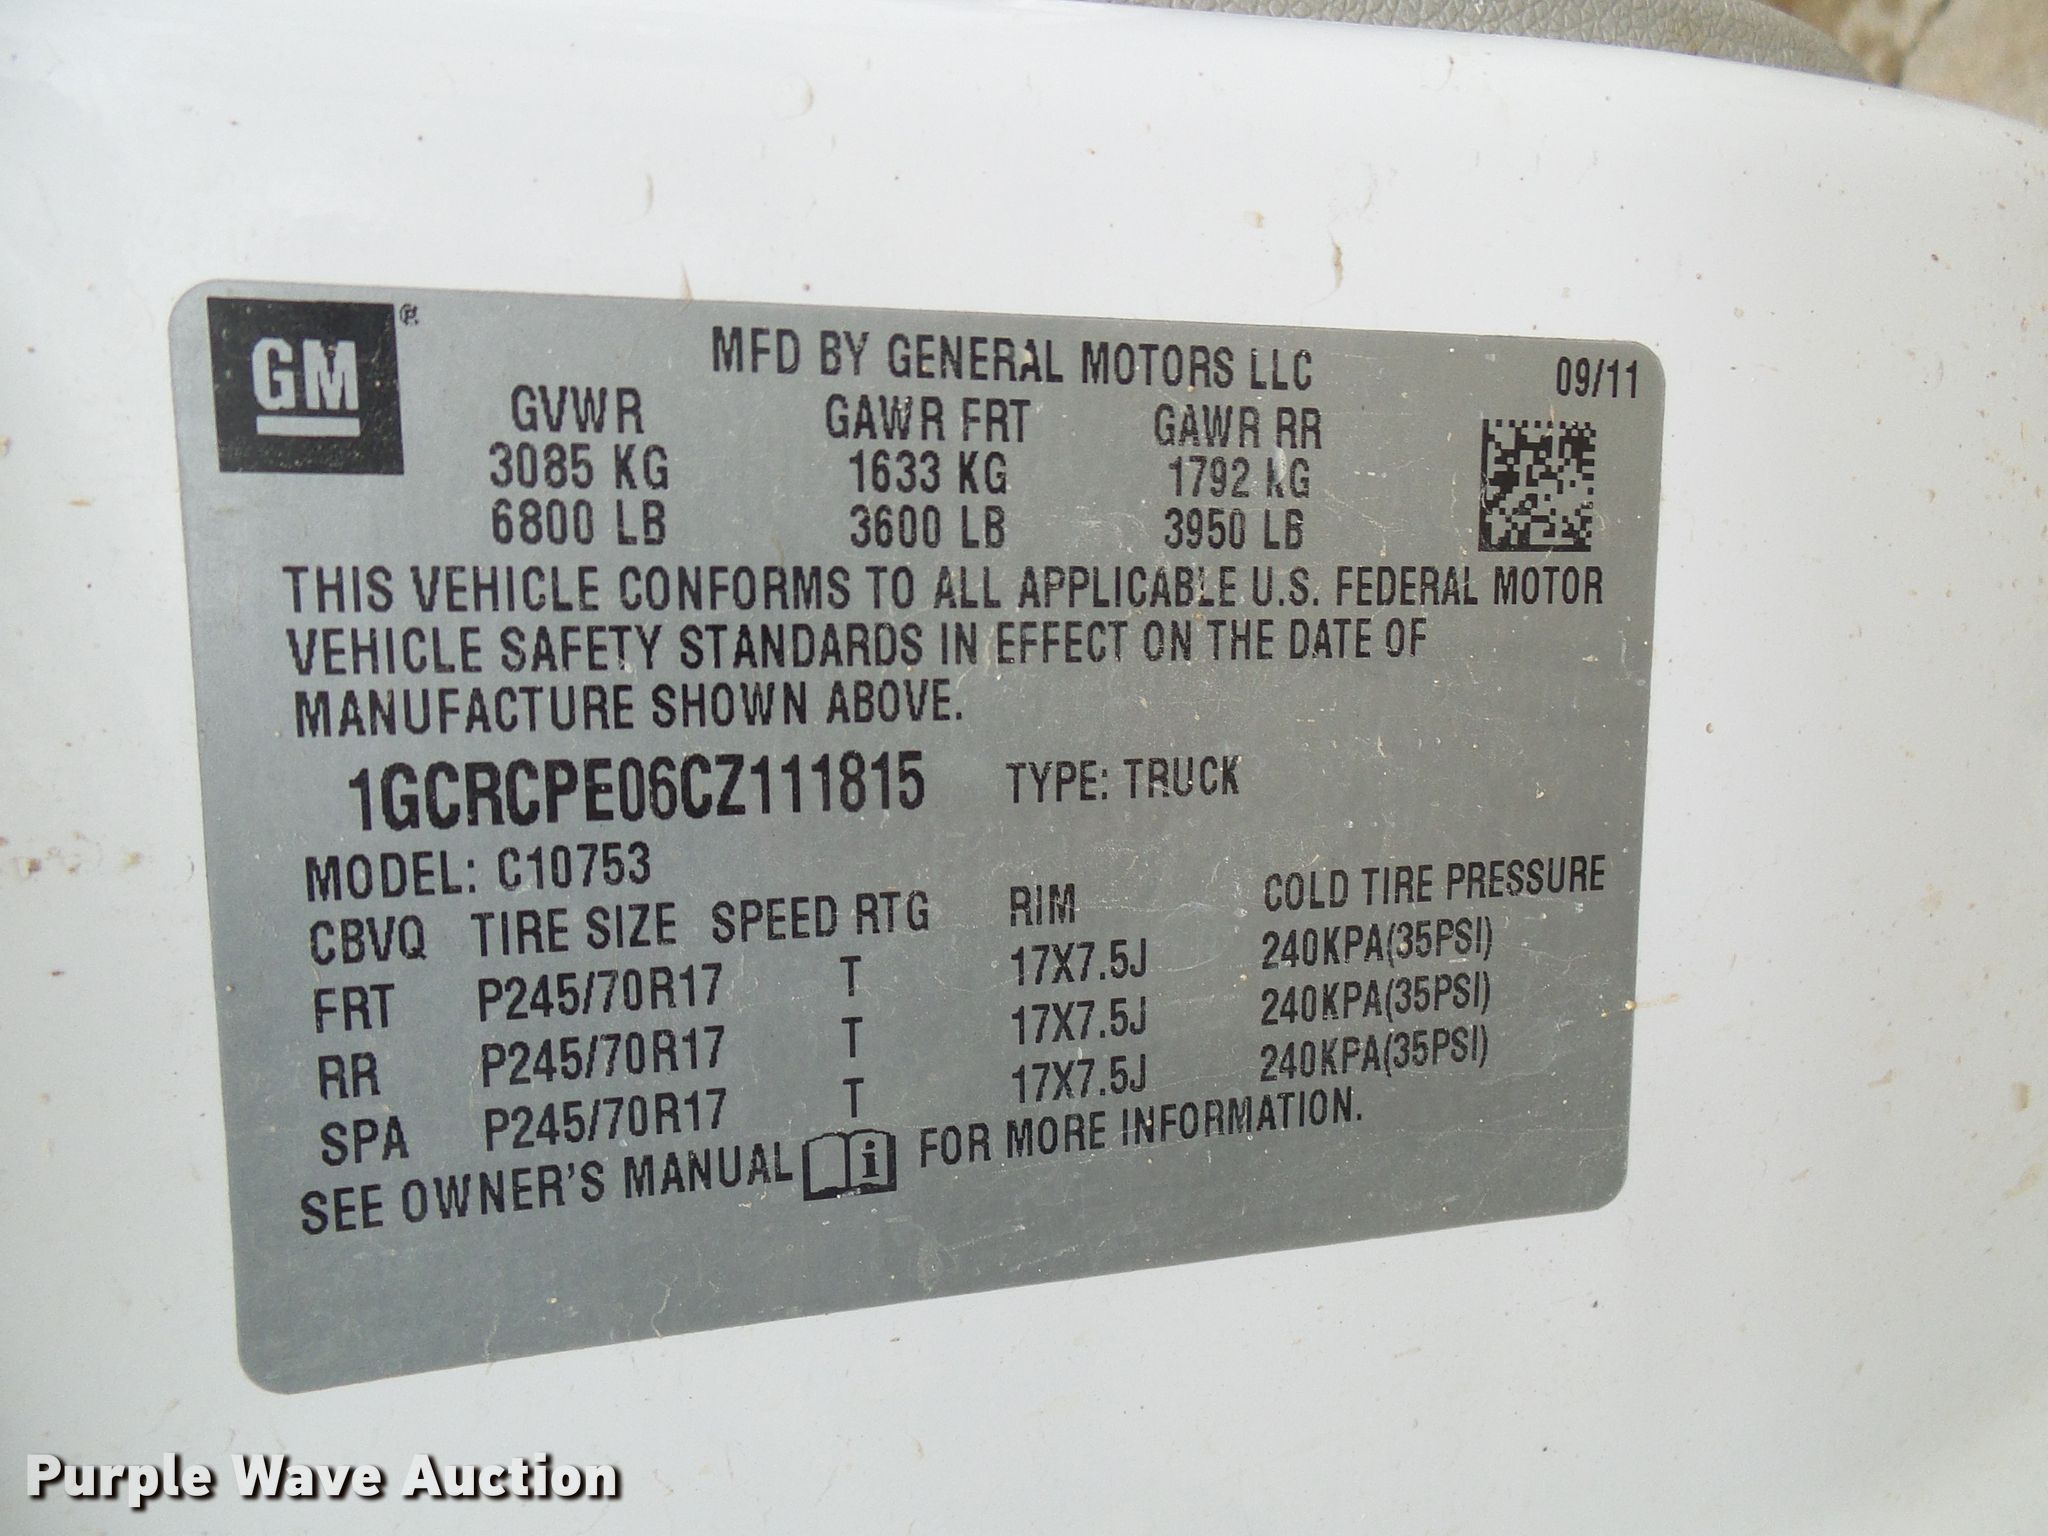 GM®
MFD BY GENERAL MOTORS LLC 09/11
GVWR GAWR FRT GAWR RR
3085 KG 1633 KG 1792 KG
6800 LB 3600 LB 3950 LB
THIS VEHICLE CONFORMS TO ALL APPLICABLE U.S. FEDERAL MOTOR
VEHICLE SAFETY STANDARDS IN EFFECT ON THE DATE OF
MANUFACTURE SHOWN ABOVE.
1GCRCPE06CZ111815 TYPE: TRUCK
MODEL: C10753
CBVQ TIRE SIZE SPEED RTG RIM COLD TIRE PRESSURE
FRT P245/70R17 T 17X7.5J 240KPA(35PSI)
RR P245/70R17 T 17X7.5J 240KPA(35PSI)
SPA P245/70R17 T 17X7.5J 240KPA(35PSI)
SEE OWNER'S MANUAL i FOR MORE INFORMATION.
Purple Wave Auction